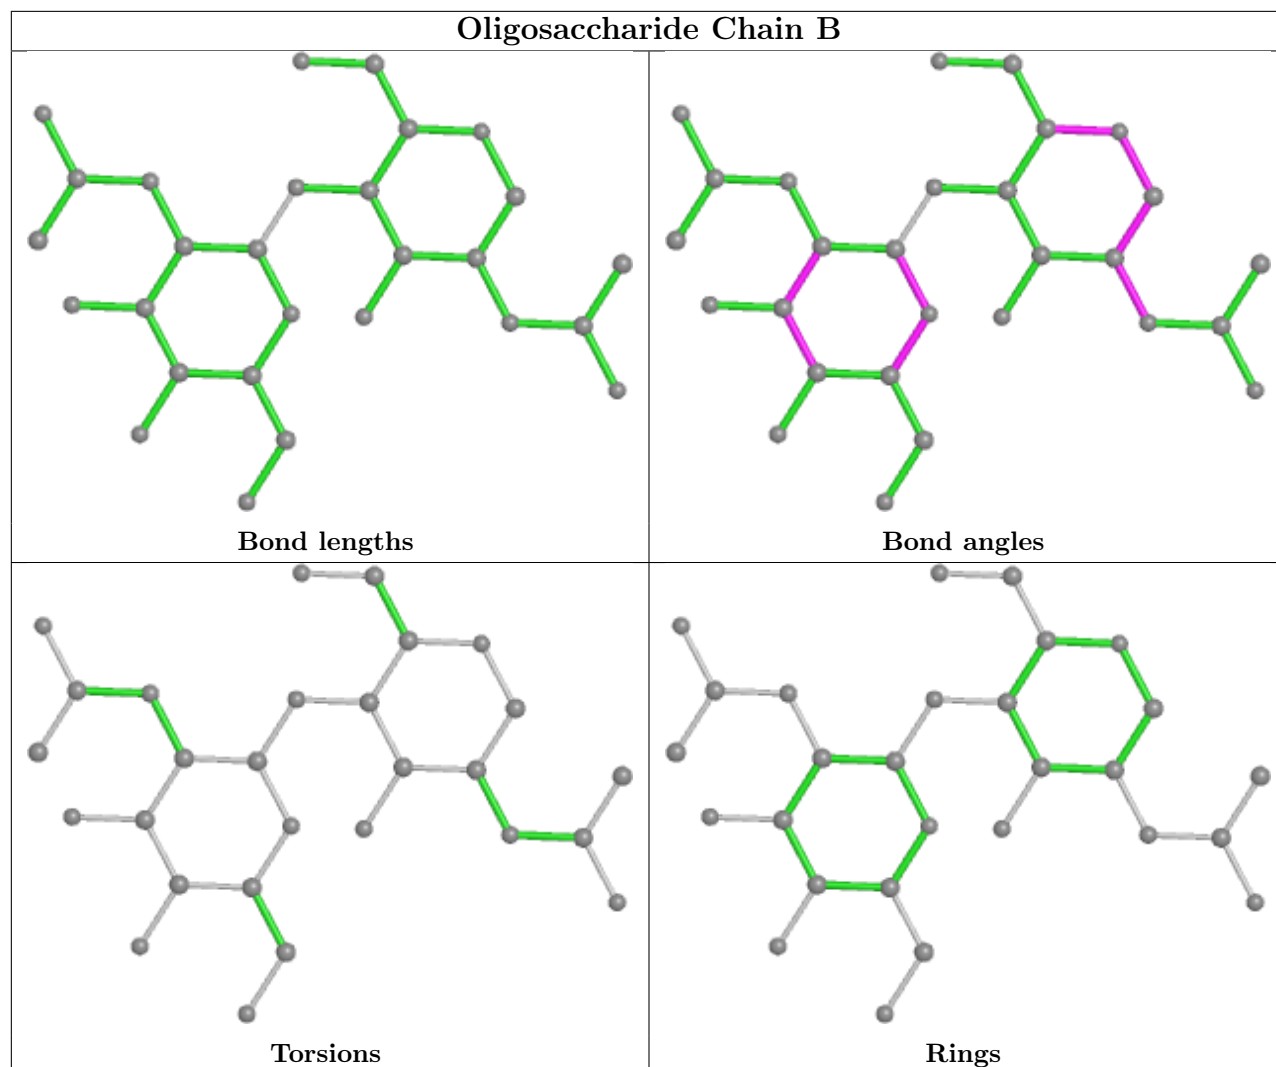 Oligosaccharide Chain B
Bond lengths
Bond angles
Torsions
Rings